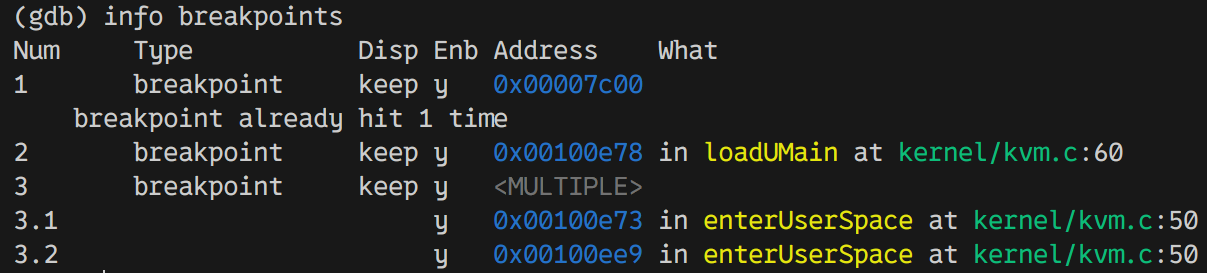 (gdb) info breakpoints
Num     Type           Disp Enb Address    What
1       breakpoint     keep y   0x00007c00
    breakpoint already hit 1 time
2       breakpoint     keep y   0x00100e78 in loadUMain at kernel/kvm.c:60
3       breakpoint     keep y   <MULTIPLE>
3.1                         y   0x00100e73 in enterUserSpace at kernel/kvm.c:50
3.2                         y   0x00100ee9 in enterUserSpace at kernel/kvm.c:50